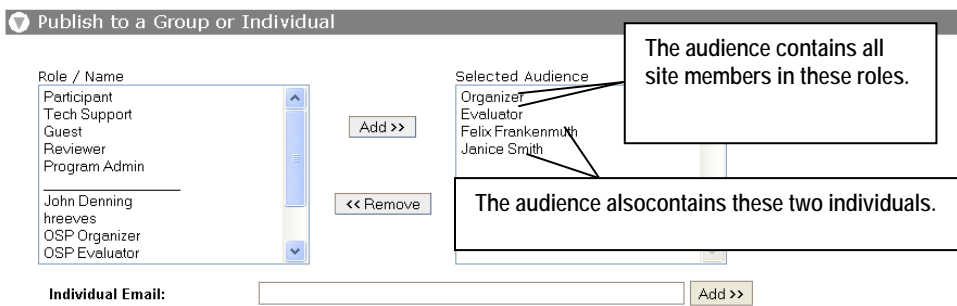 Publish to a Group or Individual
The audience contains all
site members in these roles.
Role / Name
Participant
Tech Support
Guest
Reviewer
Program Admin
John Denning
hreeves
OSP Organizer
OSP Evaluator
Add >>
<< Remove
Selected Audience
Organizer
Evaluator
Felix Frankenmuth
Janice Smith
The audience alsocontains these two individuals.
Individual Email:
Add >>